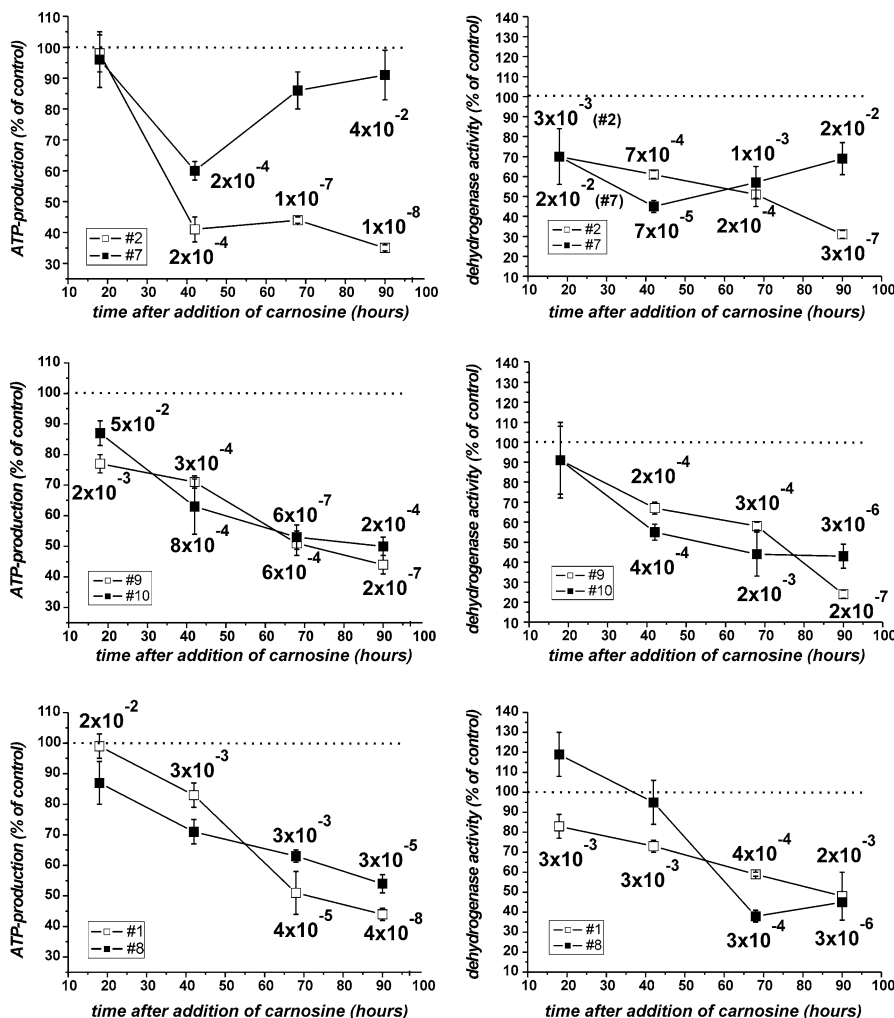 ATP-production (% of control)
110
100
90
80
70
60
50
40
30
4x10⁻²
2x10⁻⁴
1x10⁻⁷
2x10⁻⁴
1x10⁻⁸
#2
#7
10 20 30 40 50 60 70 80 90 100
time after addition of carnosine (hours)
dehydrogenase activity (% of control)
140
130
120
110
100
90
80
70
60
50
40
30
20
10
3x10⁻³ (#2)
7x10⁻⁴
1x10⁻³
2x10⁻²
2x10⁻² (#7)
7x10⁻⁵
2x10⁻⁴
3x10⁻⁷
#2
#7
10 20 30 40 50 60 70 80 90 100
time after addition of carnosine (hours)
ATP-production (% of control)
110
100
90
80
70
60
50
40
30
5x10⁻²
3x10⁻⁴
2x10⁻³
6x10⁻⁷
2x10⁻⁴
8x10⁻⁴
6x10⁻⁴
2x10⁻⁷
#9
#10
10 20 30 40 50 60 70 80 90 100
time after addition of carnosine (hours)
dehydrogenase activity (% of control)
140
120
100
90
80
70
60
50
40
30
20
10
2x10⁻⁴
3x10⁻⁴
3x10⁻⁶
4x10⁻⁴
2x10⁻³
2x10⁻⁷
#9
#10
10 20 30 40 50 60 70 80 90 100
time after addition of carnosine (hours)
ATP-production (% of control)
110
100
90
80
70
60
50
40
30
2x10⁻²
3x10⁻³
3x10⁻³
3x10⁻⁵
4x10⁻⁵
4x10⁻⁸
#1
#8
10 20 30 40 50 60 70 80 90 100
time after addition of carnosine (hours)
dehydrogenase activity (% of control)
140
130
120
110
100
90
80
70
60
50
40
30
20
10
3x10⁻³
3x10⁻³
4x10⁻⁴
2x10⁻³
3x10⁻⁴
3x10⁻⁶
#1
#8
10 20 30 40 50 60 70 80 90 100
time after addition of carnosine (hours)